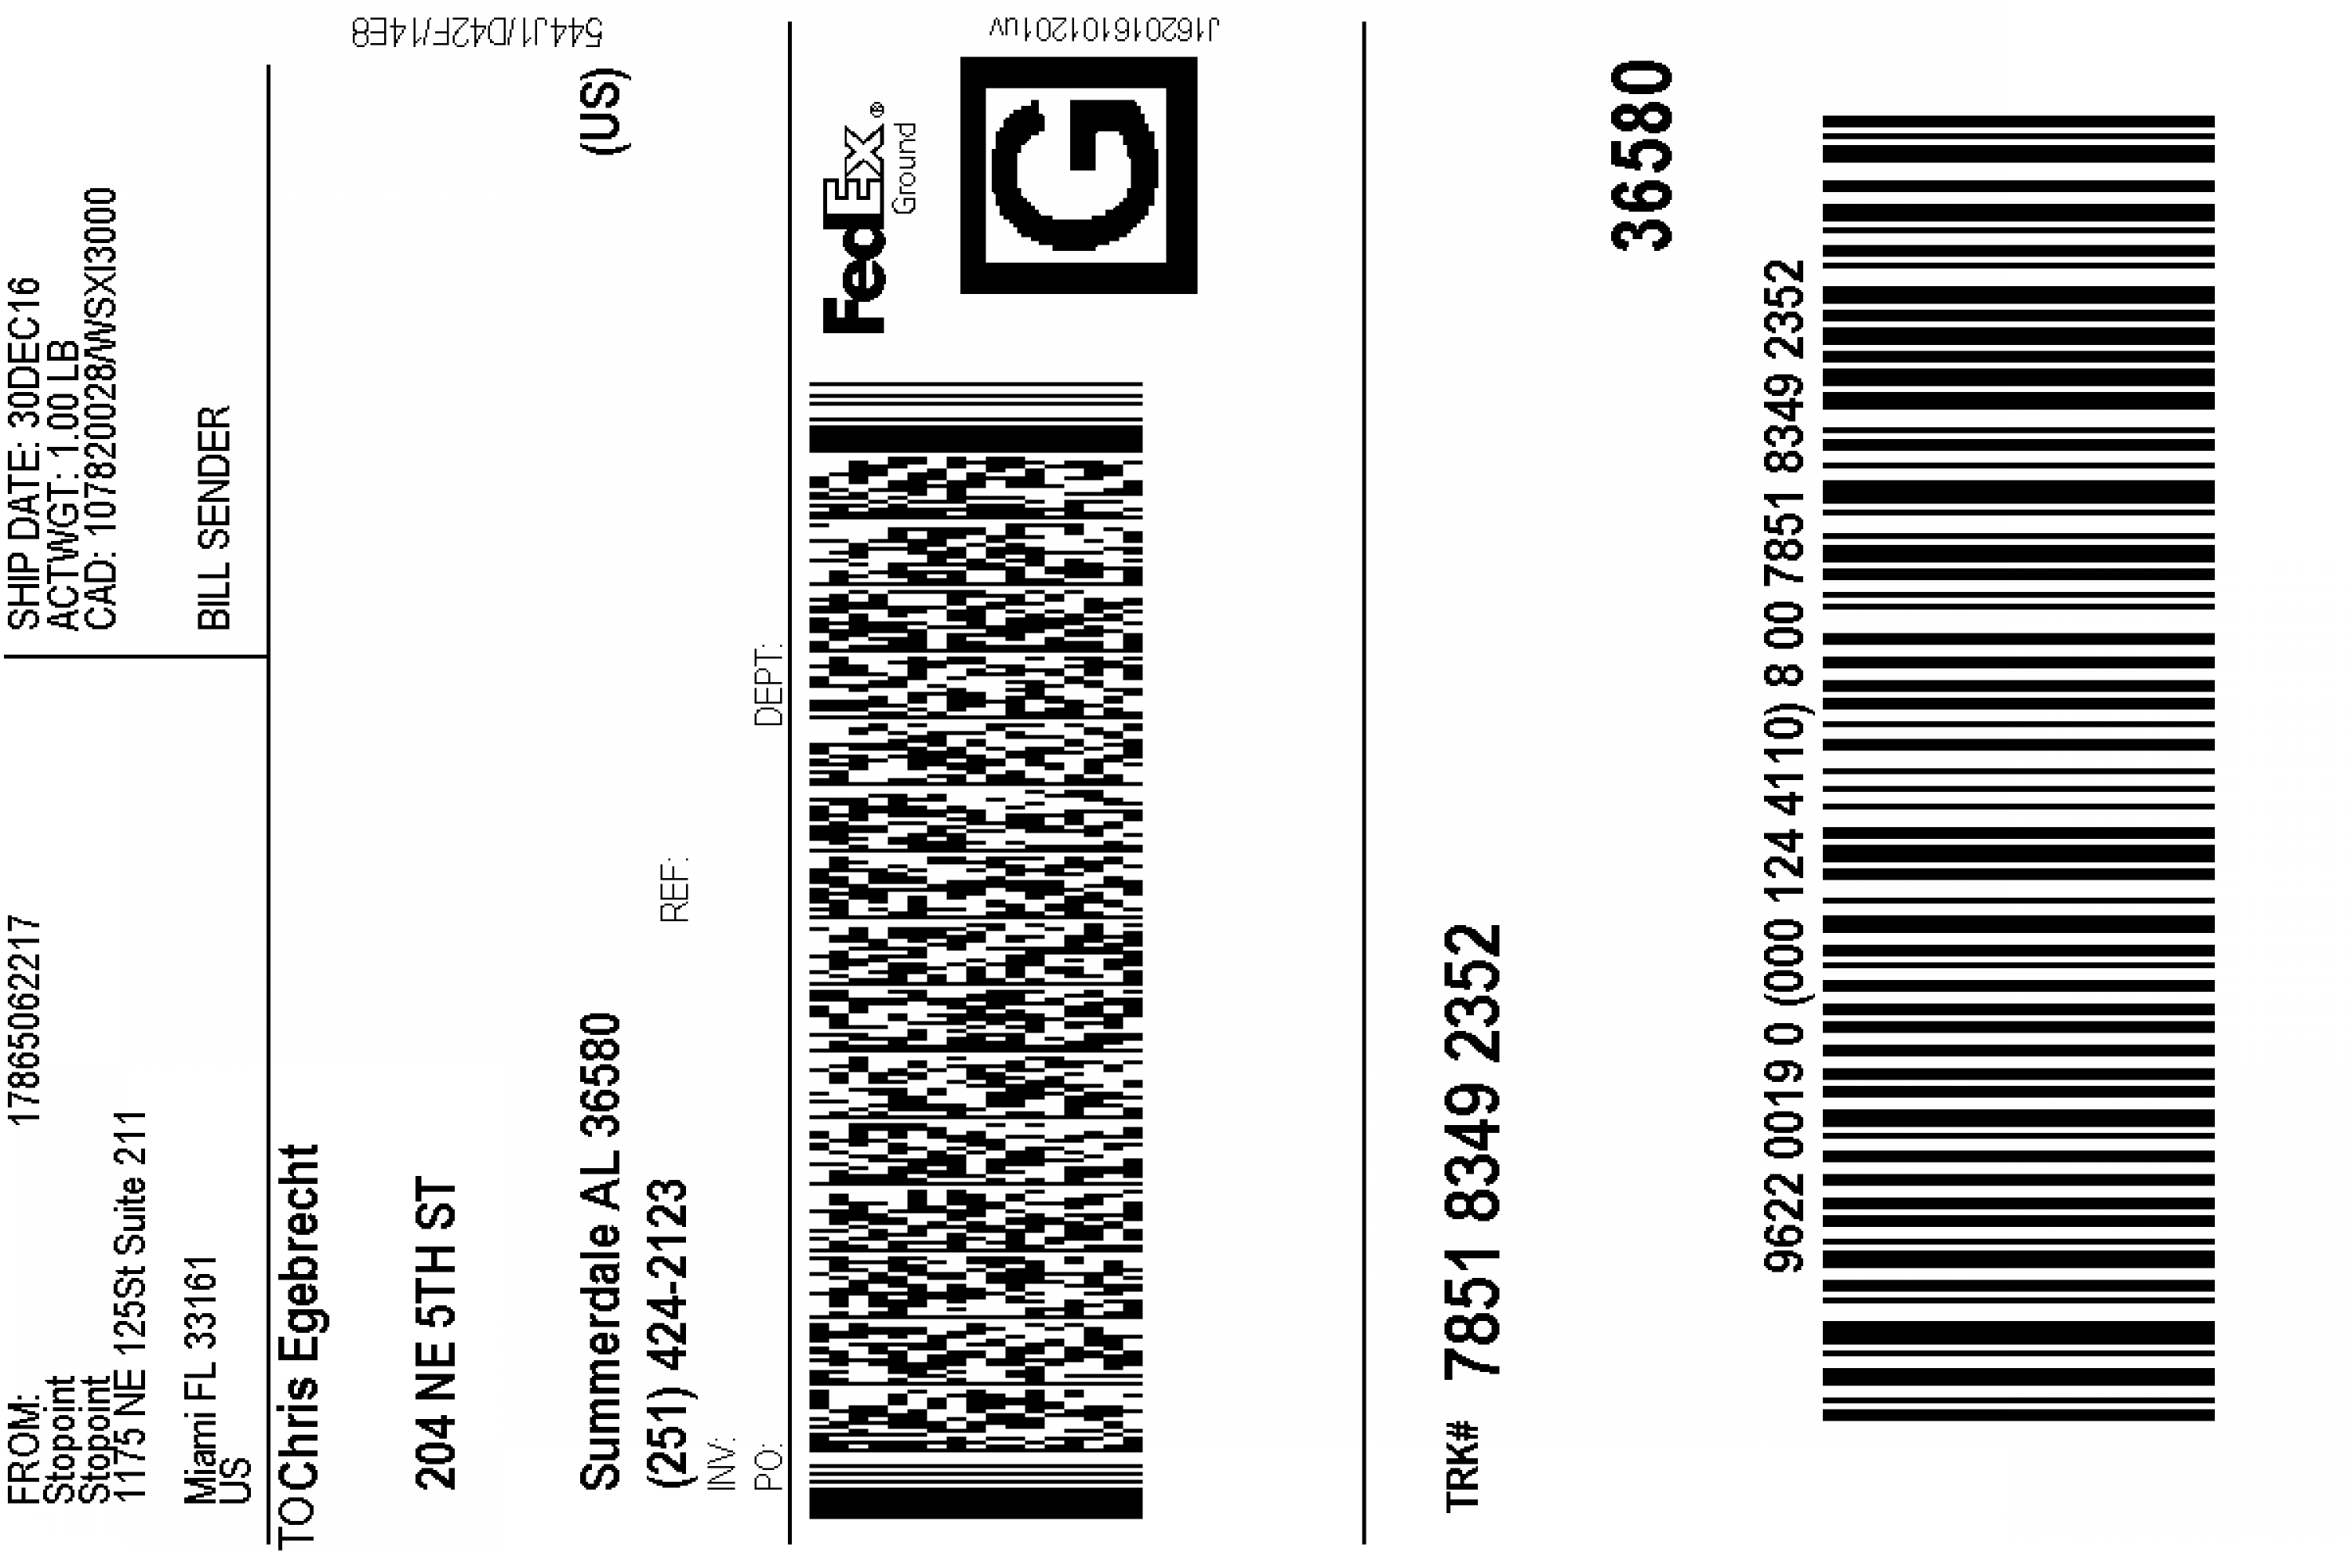 FROM: 17865062217
Stopoint
Stopoint
1175 NE 125St Suite 211
Miami FL 33161
US
SHIP DATE: 30DEC16
ACTWGT: 1.00 LB
CAD: 107820028/WSXI3000
BILL SENDER
TOChris Egebrecht
204 NE 5TH ST
Summerdale AL 36580
(US)
(251) 424-2123
REF:
INV:
PO:
DEPT:
544J1/D42F/14E8
FedEx®
Ground
G
J162016101201uv
TRK# 7851 8349 2352
36580
9622 0019 0 (000 124 4110) 8 00 7851 8349 2352